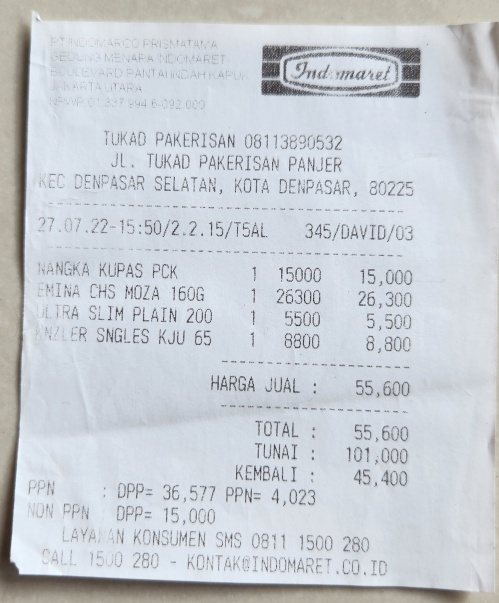 PT INDOMARCO PRISMATAMA
GEDUNG MENARA INDOMARET
BOULEVARD PANTAI INDAH KAPUK
JAKARTA UTARA
NPWP 01.337.994.6-092.000
Indomaret
TUKAD PAKERISAN 08113890532
JL. TUKAD PAKERISAN PANJER
KEC DENPASAR SELATAN, KOTA DENPASAR, 80225
27.07.22-15:50/2.2.15/T5AL 345/DAVID/03
NANGKA KUPAS PCK 1 15000 15,000
EMINA CHS MOZA 160G 1 26300 26,300
ULTRA SLIM PLAIN 200 1 5500 5,500
KNZLER SNGLES KJU 65 1 8800 8,800
HARGA JUAL : 55,600
TOTAL : 55,600
TUNAI : 101,000
KEMBALI : 45,400
PPN : DPP= 36,577 PPN= 4,023
NON PPN : DPP= 15,000
LAYANAN KONSUMEN SMS 0811 1500 280
CALL 1500 280 - KONTAK@INDOMARET.CO.ID